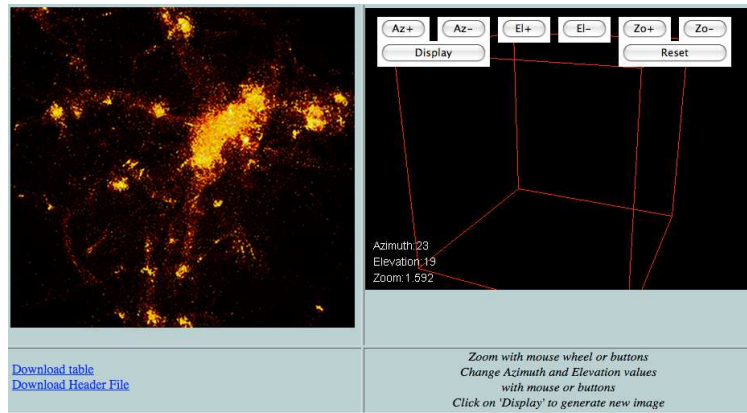 Az+ Az- El+ El- Zo+ Zo-
Display Reset
Azimuth:23
Elevation:19
Zoom:1.592
Download table
Download Header File
Zoom with mouse wheel or buttons
Change Azimuth and Elevation values
with mouse or buttons
Click on 'Display' to generate new image